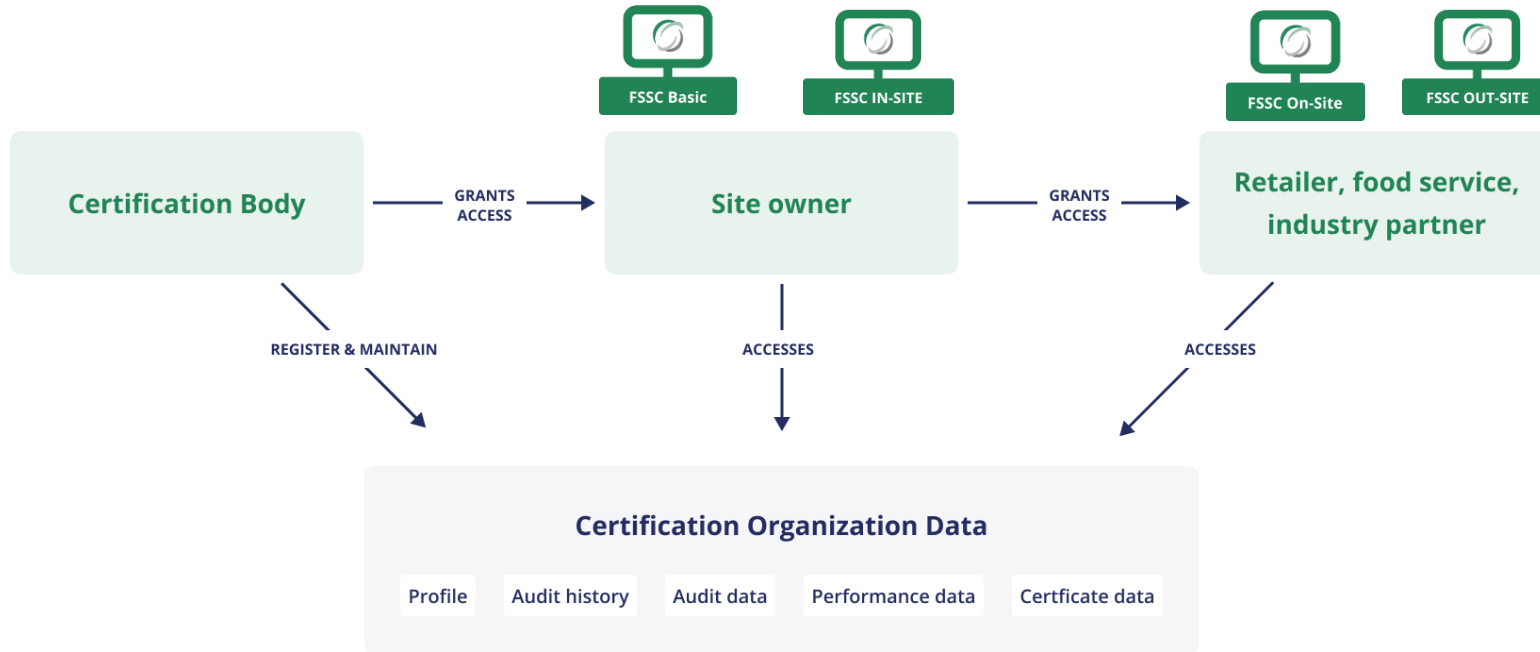 FSSC Basic
FSSC IN-SITE
FSSC On-Site
FSSC OUT-SITE
Certification Body
GRANTS
ACCESS
Site owner
GRANTS
ACCESS
Retailer, food service,
industry partner
REGISTER & MAINTAIN
ACCESSES
ACCESSES
Certification Organization Data
Profile
Audit history
Audit data
Performance data
Certficate data